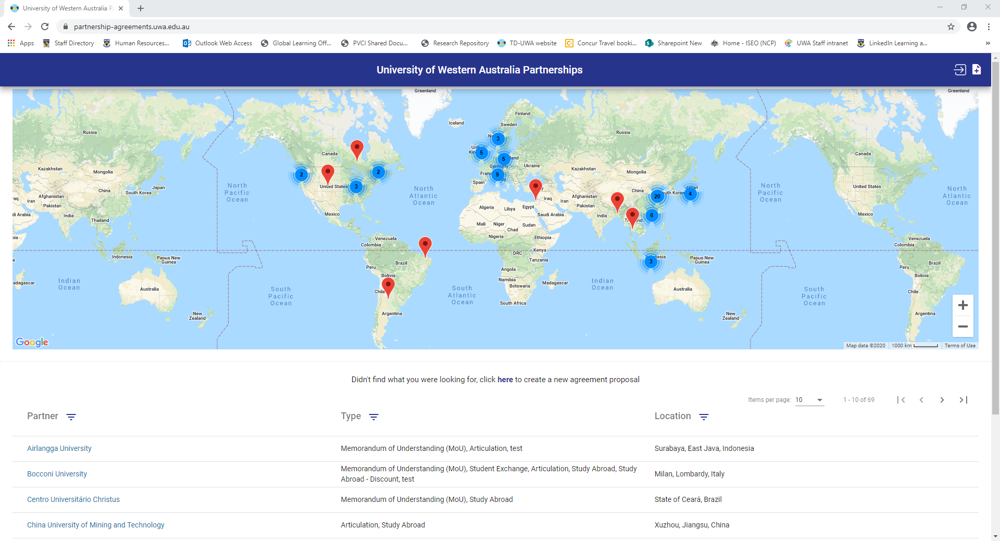 University of Western Australia P
partnership-agreements.uwa.edu.au
Apps Staff Directory Human Resources... Outlook Web Access Global Learning Off... PVCI Shared Docu... Research Repository TD-UWA website Concur Travel booki... Sharepoint New Home - ISEO (NCP) UWA Staff intranet LinkedIn Learning a... »
University of Western Australia Partnerships
Greenland Greenland
Finland
Iceland Sweden
Russia Russia
3
5
Canada Canada
5
Germany
Ukraine
Kazakhstan Mongolia Kazakhstan Mongolia
2 2 9
Spain
Japan
United States 3 United States
North Pacific Ocean North Atlantic Ocean North Pacific Ocean North Atlantic Ocean
China South Korea China 20 4
Afghanistan Iran Pakistan Iraq Iran Afghanistan Pakistan
Algeria Libya Egypt Saudi Arabia
India India 6
Mexico Mexico
Thailand
Mali Niger Chad Sudan
Nigeria Ethiopia
Venezuela Colombia Venezuela Colombia
DRC Kenya
Tanzania
Indonesia Papua New Guinea Papua New Guinea
3
Peru Brazil Peru Brazil
Bolivia Bolivia
Angola
Namibia Botswana Madagascar
Indian Ocean Indian Ocean
Australia Australia
South Pacific Ocean South Atlantic Ocean South Pacific Ocean
Chile Chile
South Africa
Argentina Argentina
New Zealand New Zealand
Google
Map data ©2020 1000 km Terms of Use
Didn't find what you were looking for, click here to create a new agreement proposal
Items per page: 10 1 - 10 of 69
Partner Type Location
Airlangga University Memorandum of Understanding (MoU), Articulation, test Surabaya, East Java, Indonesia
Bocconi University Memorandum of Understanding (MoU), Student Exchange, Articulation, Study Abroad, Study Abroad - Discount, test Milan, Lombardy, Italy
Centro Universitário Christus Memorandum of Understanding (MoU), Study Abroad State of Ceará, Brazil
China University of Mining and Technology Articulation, Study Abroad Xuzhou, Jiangsu, China